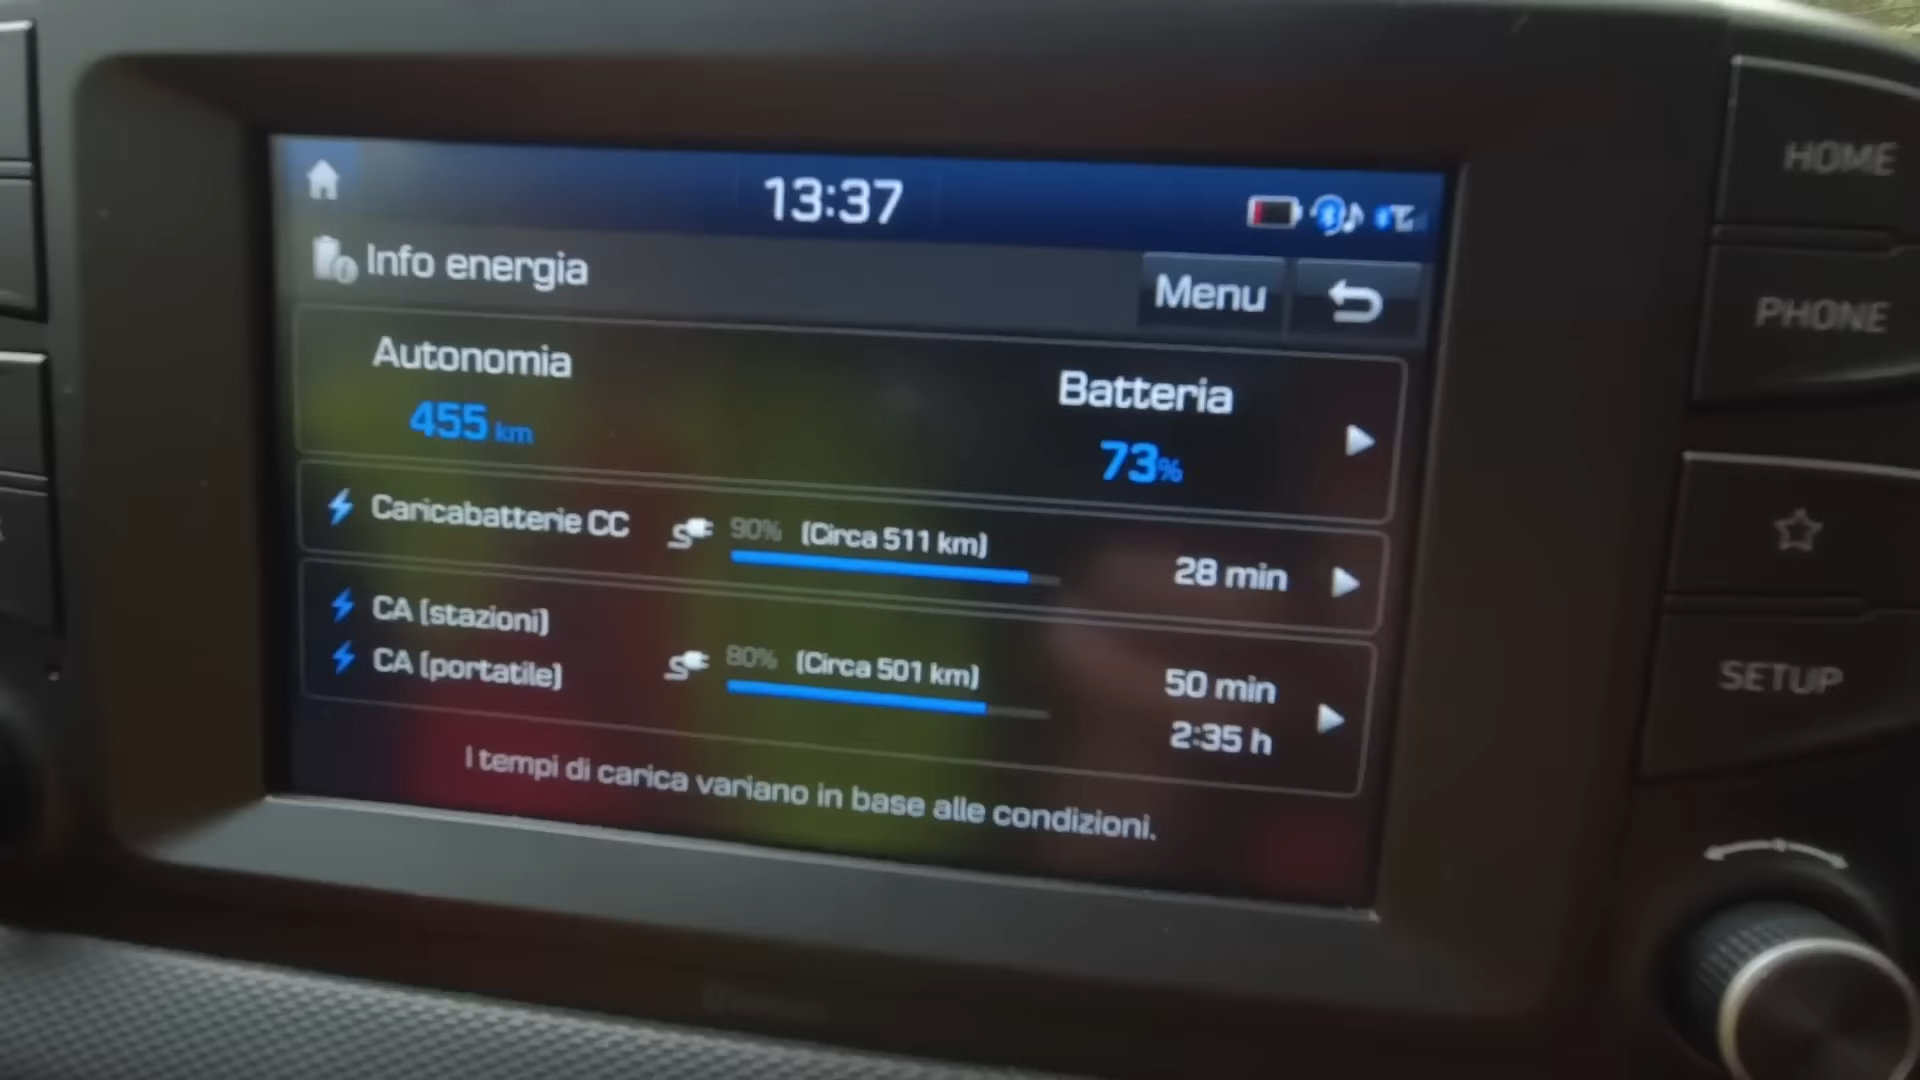 13:37
Info energia
Menu
Autonomia
Batteria
455 km
73%
Caricabatterie CC
90% (Circa 511 km)
28 min
CA (stazioni)
CA (portatile)
80% (Circa 501 km)
50 min
2:35 h
I tempi di carica variano in base alle condizioni.
HOME
PHONE
SETUP